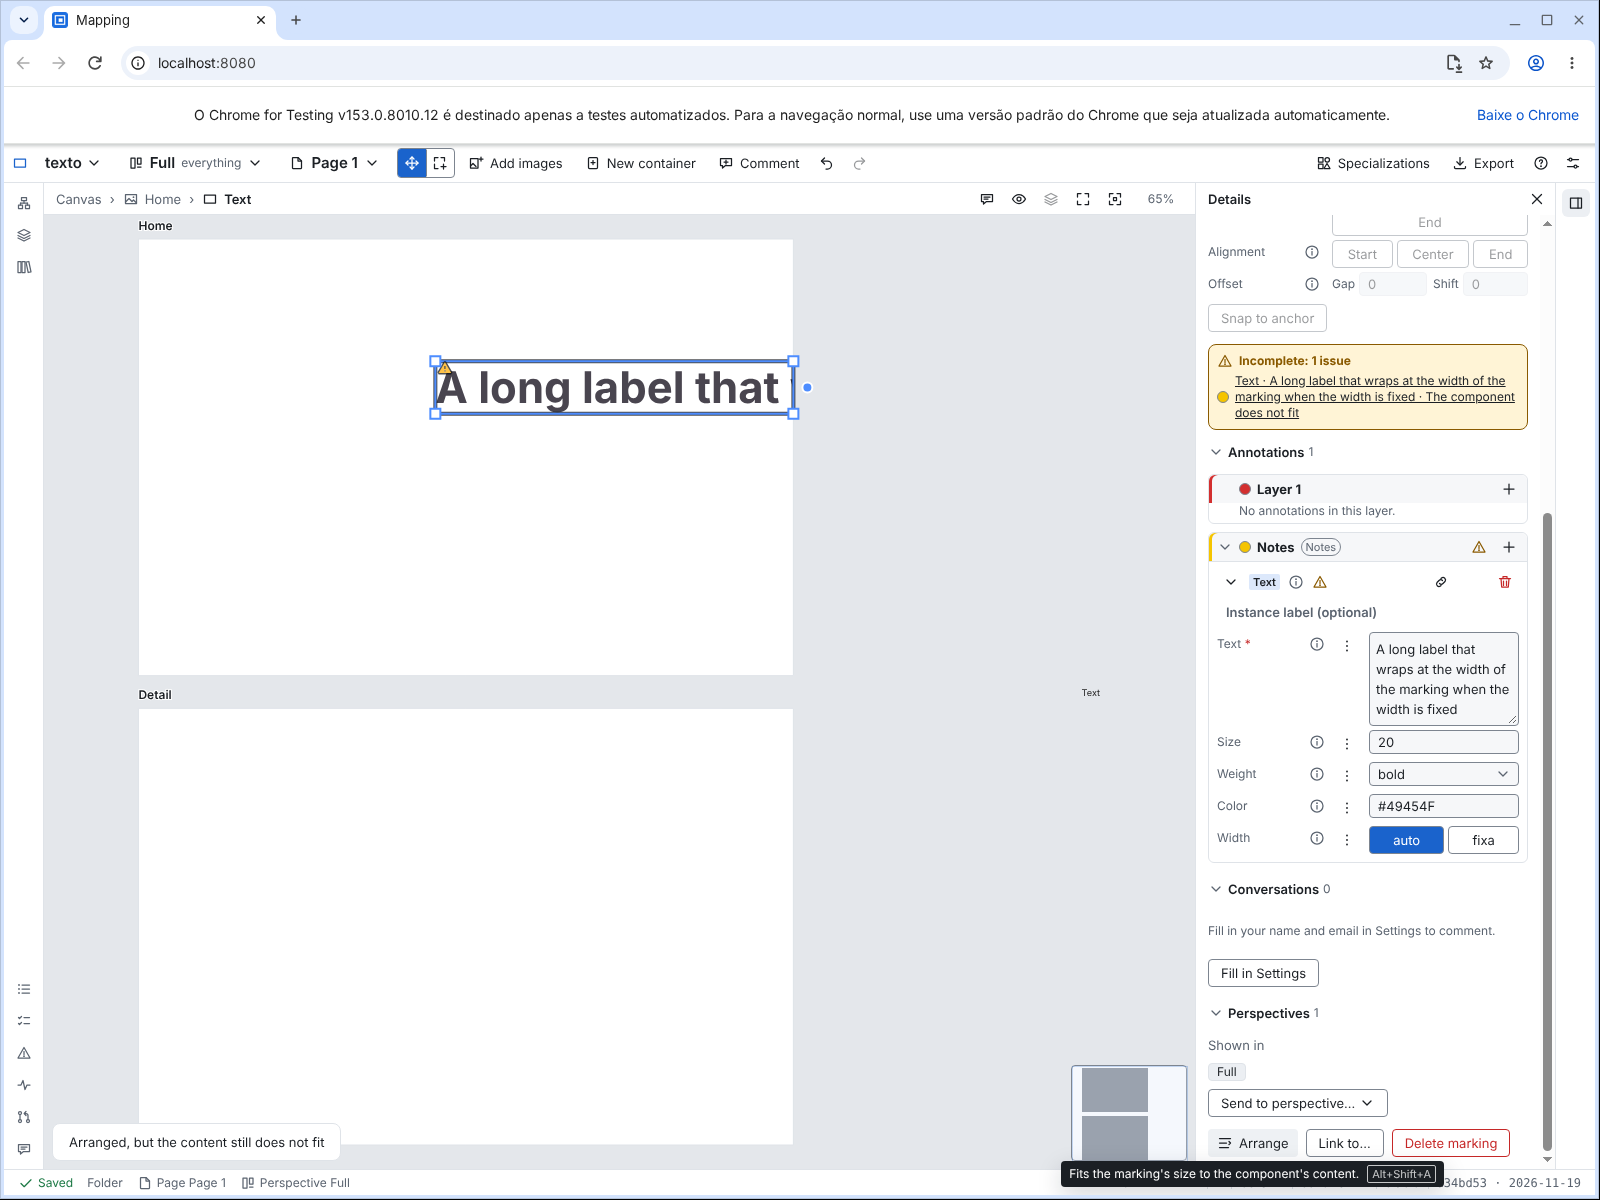 Mapping
localhost:8080
O Chrome for Testing v153.0.8010.12 é destinado apenas a testes automatizados. Para a navegação normal, use uma versão padrão do Chrome que seja atualizada automaticamente.
Baixe o Chrome
texto
Full everything
Page 1
Add images
New container
Comment
Specializations
Export
Canvas › Home › Text
65%
Details
Home
A long label that
Detail
Text
End
Alignment
Start
Center
End
Offset
Gap
0
Shift
0
Snap to anchor
Incomplete: 1 issue
Text · A long label that wraps at the width of the
marking when the width is fixed · The component
does not fit
Annotations 1
Layer 1
No annotations in this layer.
Notes Notes
Text
Instance label (optional)
Text *
A long label that
wraps at the width of
the marking when the
width is fixed
Size
20
Weight
bold
Color
#49454F
Width
auto
fixa
Conversations 0
Fill in your name and email in Settings to comment.
Fill in Settings
Perspectives 1
Shown in
Full
Send to perspective...
Arrange
Link to...
Delete marking
Arranged, but the content still does not fit
Fits the marking's size to the component's content. Alt+Shift+A
Saved
Folder
Page Page 1
Perspective Full
34bd53 · 2026-11-19